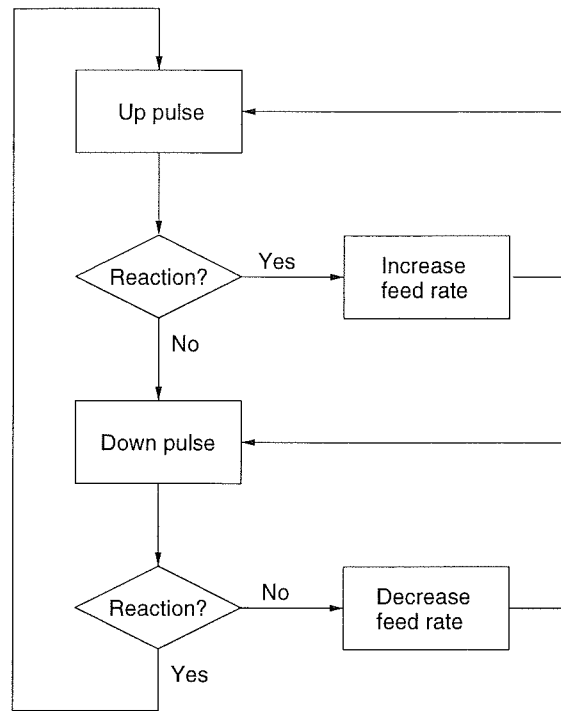 Up pulse
Reaction?
Yes
Increase
feed rate
No
Down pulse
Reaction?
No
Decrease
feed rate
Yes